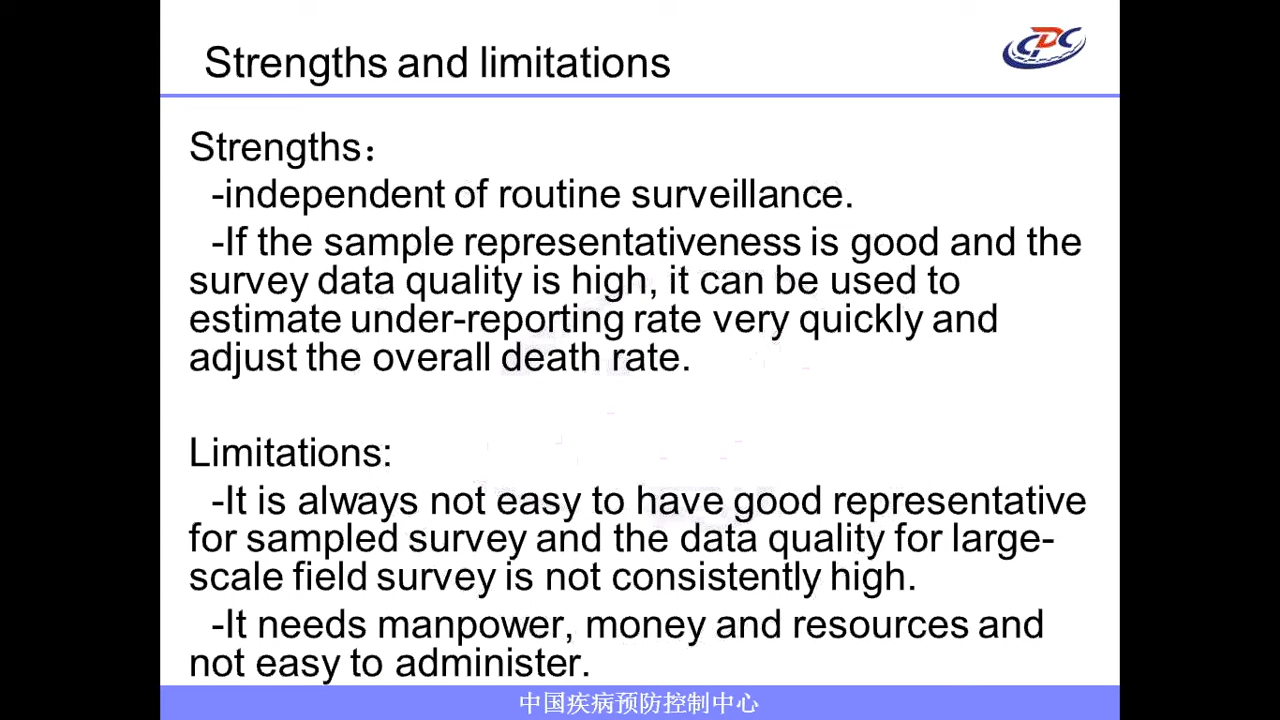 Strengths and limitations
CDC
Strengths：
-independent of routine surveillance.
-If the sample representativeness is good and the
survey data quality is high, it can be used to
estimate under-reporting rate very quickly and
adjust the overall death rate.
Limitations:
-It is always not easy to have good representative
for sampled survey and the data quality for large-
scale field survey is not consistently high.
-It needs manpower, money and resources and
not easy to administer.
中国疾病预防控制中心